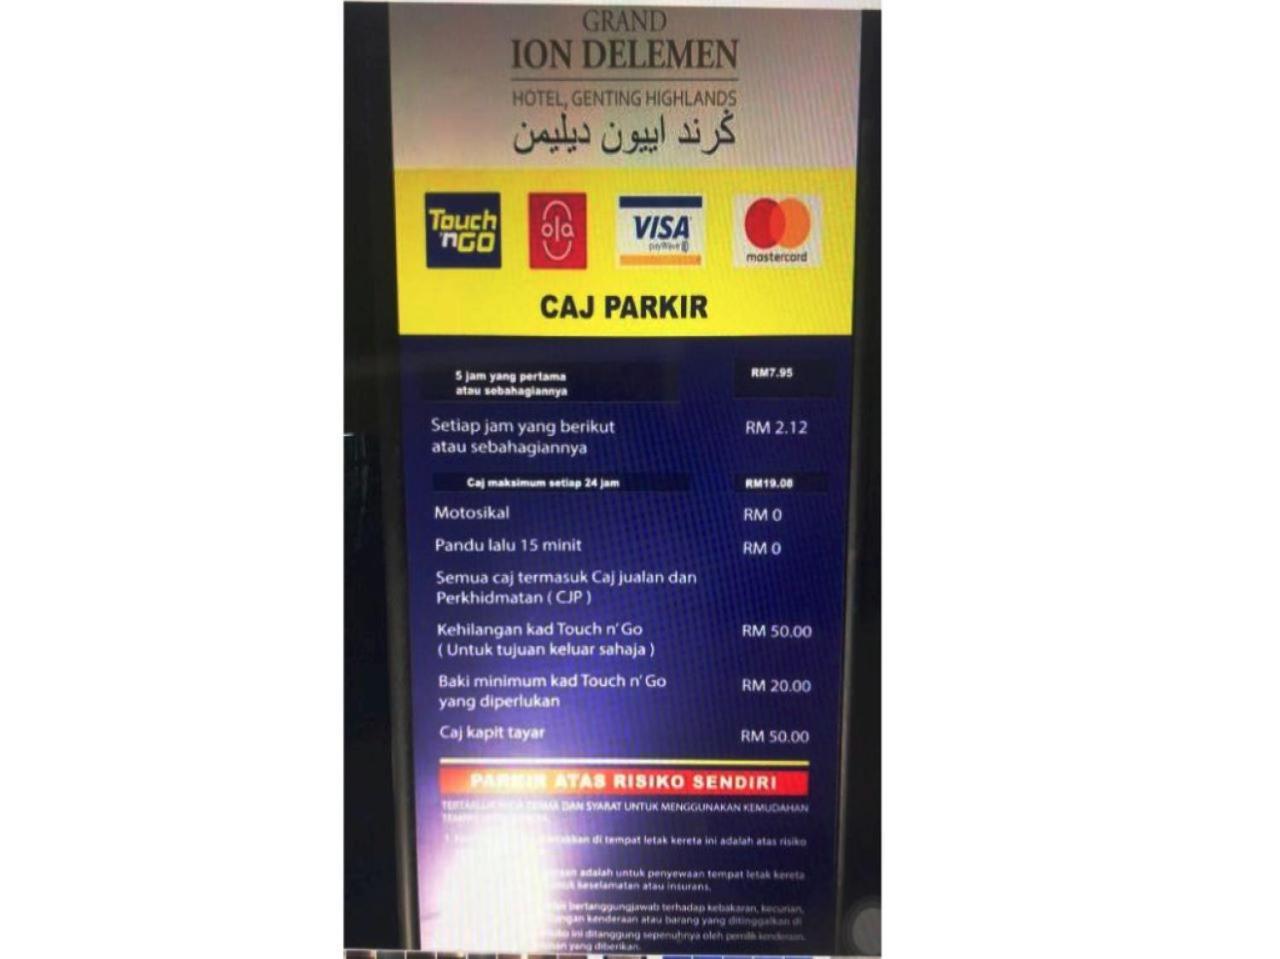 GRAND
ION DELEMEN
HOTEL, GENTING HIGHLANDS
ݢرند اييون ديليمن
Touch 'nGO
ola
VISA
payWave
mastercard
CAJ PARKIR
5 jam yang pertama
atau sebahagiannya
RM7.95
Setiap jam yang berikut
atau sebahagiannya
RM 2.12
Caj maksimum setiap 24 jam
RM19.08
Motosikal
RM 0
Pandu lalu 15 minit
RM 0
Semua caj termasuk Caj jualan dan
Perkhidmatan ( CJP )
Kehilangan kad Touch n' Go
( Untuk tujuan keluar sahaja )
RM 50.00
Baki minimum kad Touch n' Go
yang diperlukan
RM 20.00
Caj kapit tayar
RM 50.00
PARKIR ATAS RISIKO SENDIRI
DAN SYARAT UNTUK MENGGUNAKAN KEMUDAHAN
di tempat letak kereta ini adalah atas risiko
adalah untuk penyewaan tempat letak kereta
keselamatan atau insurans.
bertanggungjawab terhadap kebakaran, kecurian,
kenderaan atau barang yang ditinggalkan di
ini ditanggung sepenuhnya oleh pemilik kenderaan.
yang diberikan.